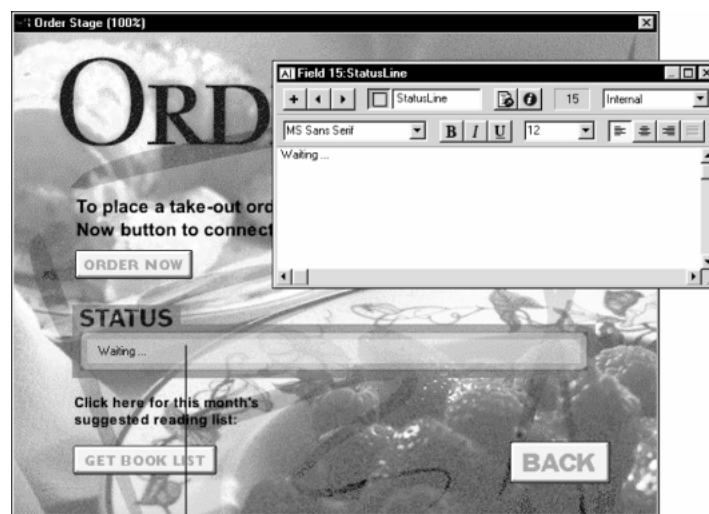 Order Stage (100%)
ORD
Field 15:StatusLine
StatusLine
15
Internal
MS Sans Serif
B I U
12
Waiting ...
To place a take-out ord
Now button to connect
ORDER NOW
STATUS
Waiting ...
Click here for this month's
suggested reading list:
GET BOOK LIST
BACK